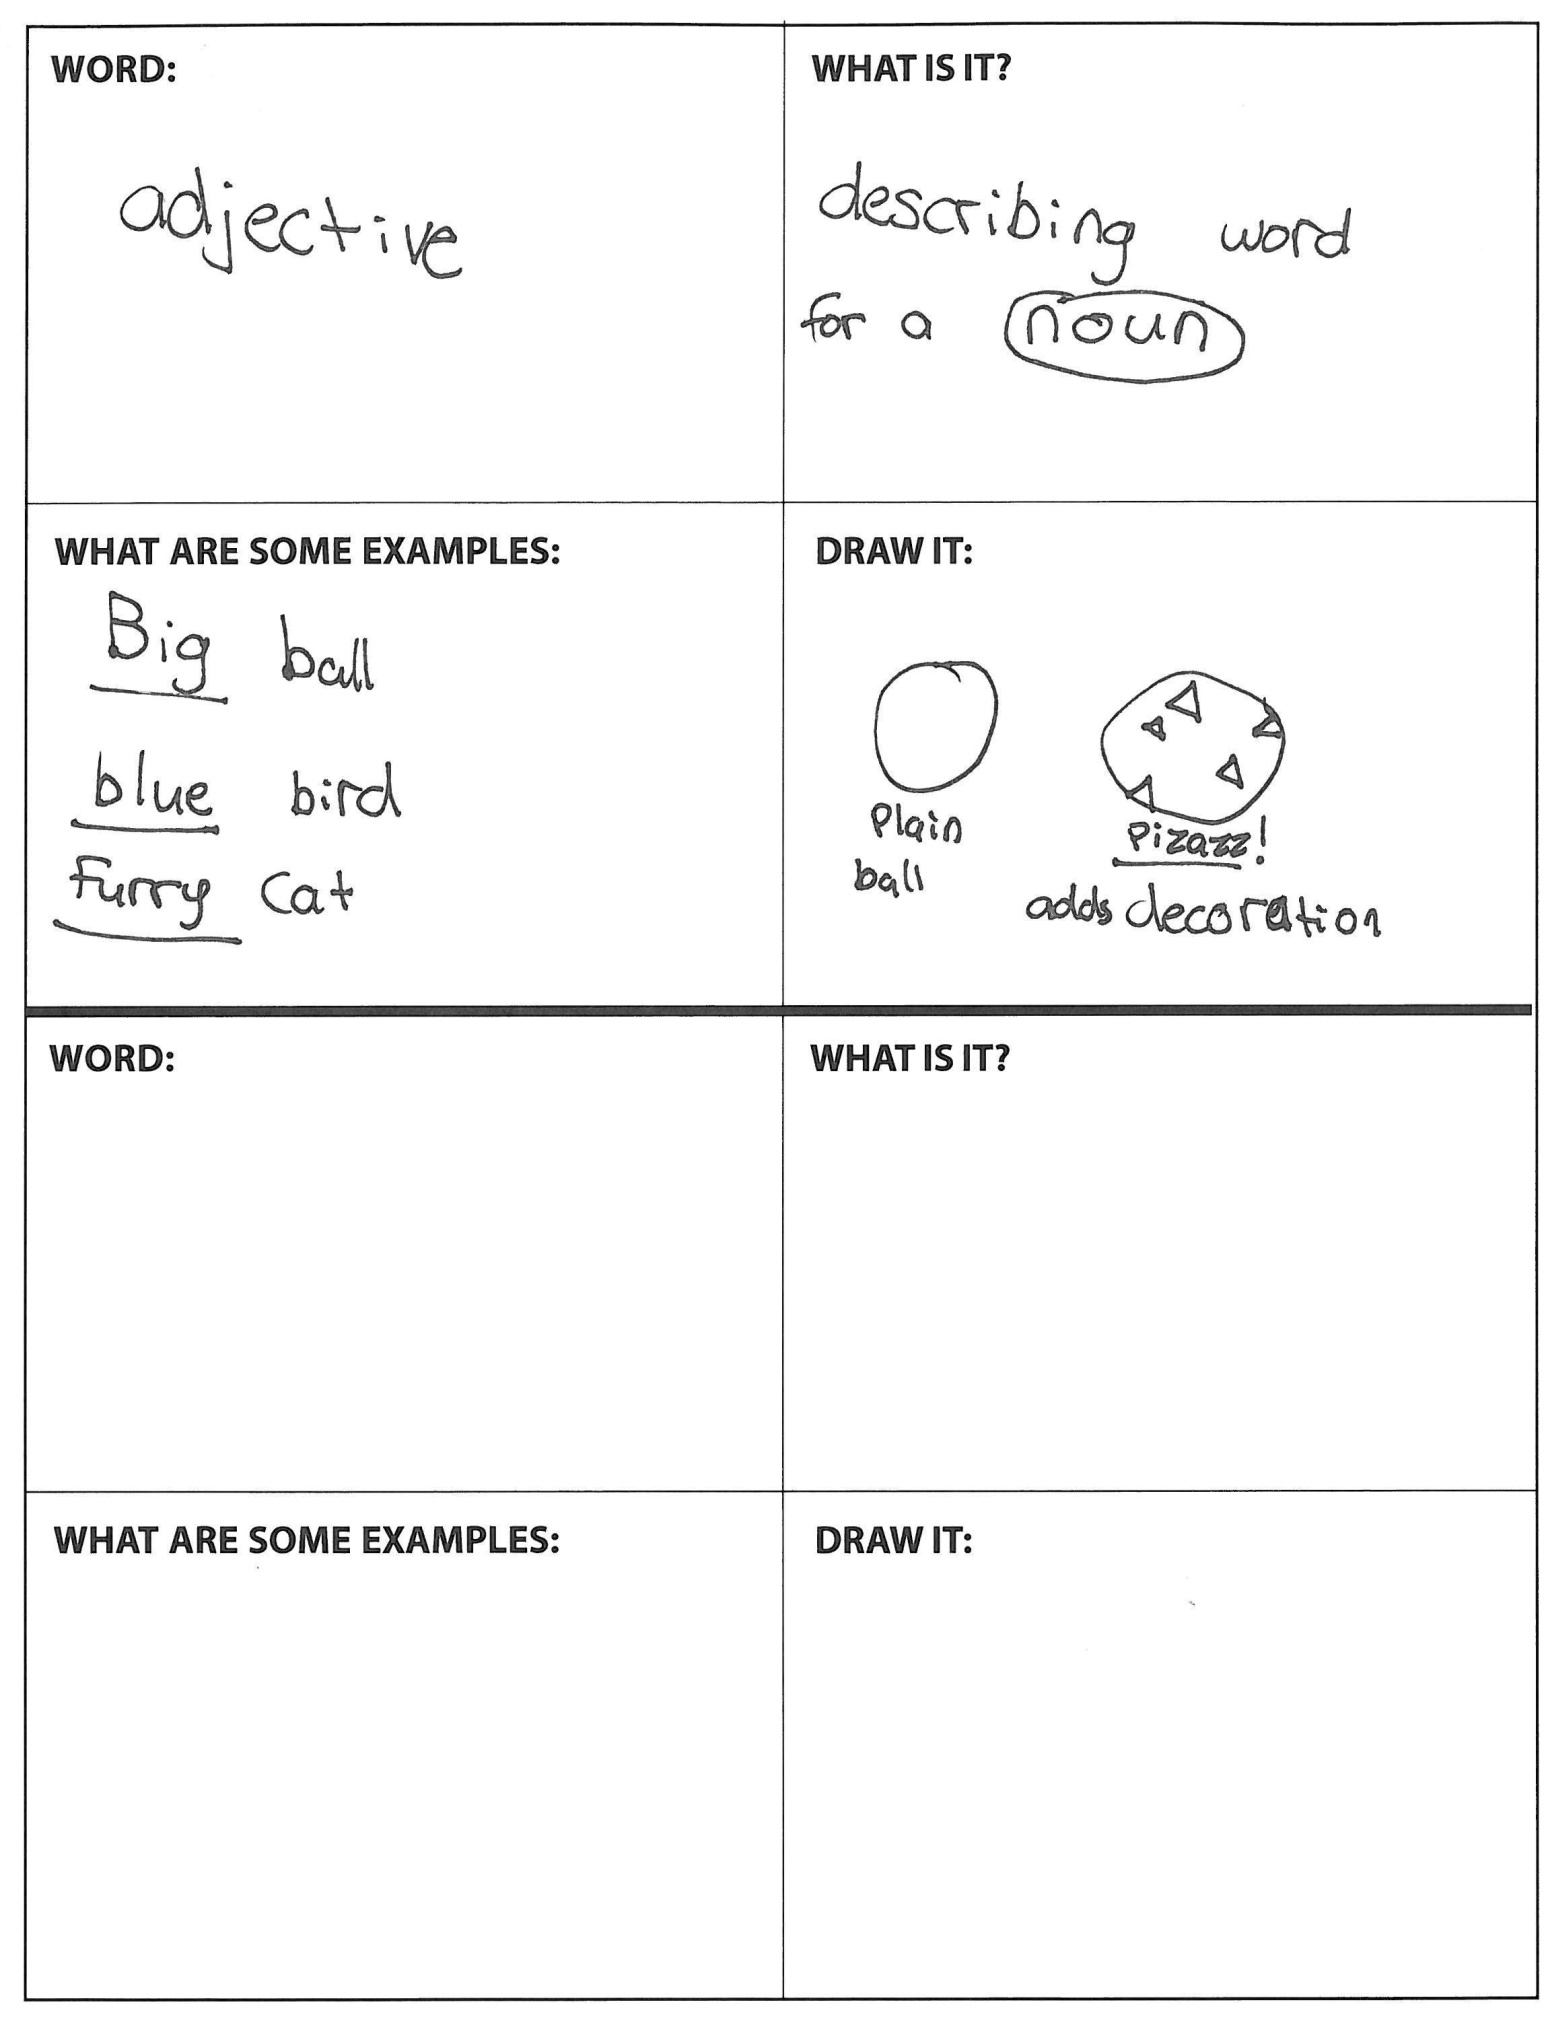 WORD:
adjective
WHAT IS IT?
describing word
for a noun
WHAT ARE SOME EXAMPLES:
Big ball
blue bird
Furry cat
DRAW IT:
Plain
ball
Pizazz!
adds decoration
WORD:
WHAT IS IT?
WHAT ARE SOME EXAMPLES:
DRAW IT: